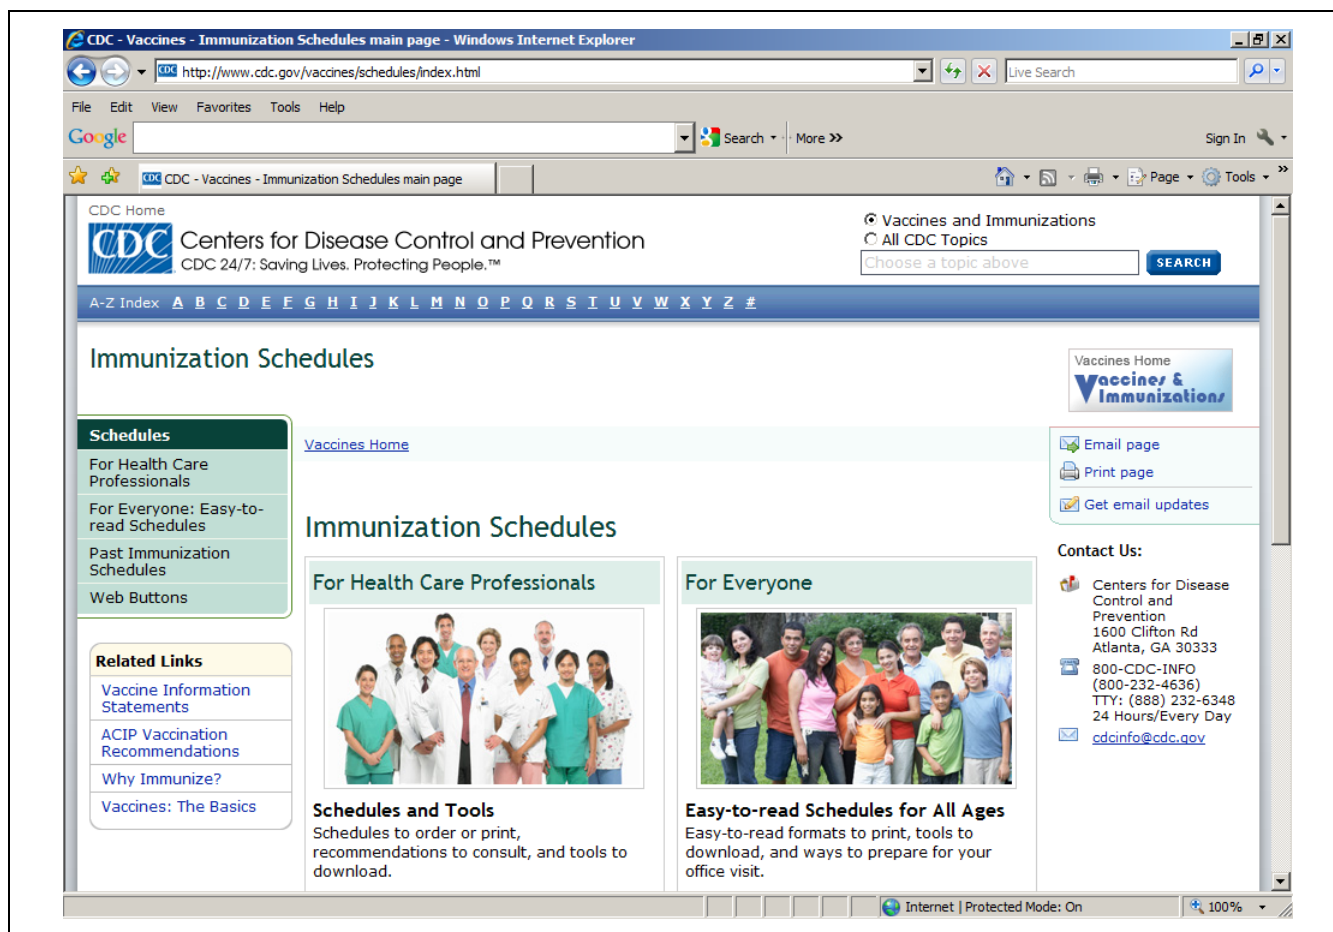 CDC - Vaccines - Immunization Schedules main page - Windows Internet Explorer
CDC http://www.cdc.gov/vaccines/schedules/index.html
Live Search
File Edit View Favorites Tools Help
Google
Search
More >>
Sign In
CDC CDC - Vaccines - Immunization Schedules main page
Page
Tools
>>
CDC Home
CDC
Centers for Disease Control and Prevention
CDC 24/7: Saving Lives. Protecting People.™
Vaccines and Immunizations
All CDC Topics
Choose a topic above
SEARCH
A-Z Index A B C D E F G H I J K L M N O P Q R S T U V W X Y Z #
Immunization Schedules
Vaccines Home
Vaccines &
Immunizations
Schedules
For Health Care
Professionals
For Everyone: Easy-to-
read Schedules
Past Immunization
Schedules
Web Buttons
Related Links
Vaccine Information
Statements
ACIP Vaccination
Recommendations
Why Immunize?
Vaccines: The Basics
Vaccines Home
Immunization Schedules
For Health Care Professionals
Schedules and Tools
Schedules to order or print,
recommendations to consult, and tools to
download.
For Everyone
Easy-to-read Schedules for All Ages
Easy-to-read formats to print, tools to
download, and ways to prepare for your
office visit.
Email page
Print page
Get email updates
Contact Us:
Centers for Disease
Control and
Prevention
1600 Clifton Rd
Atlanta, GA 30333
800-CDC-INFO
(800-232-4636)
TTY: (888) 232-6348
24 Hours/Every Day
cdcinfo@cdc.gov
Internet | Protected Mode: On
100%